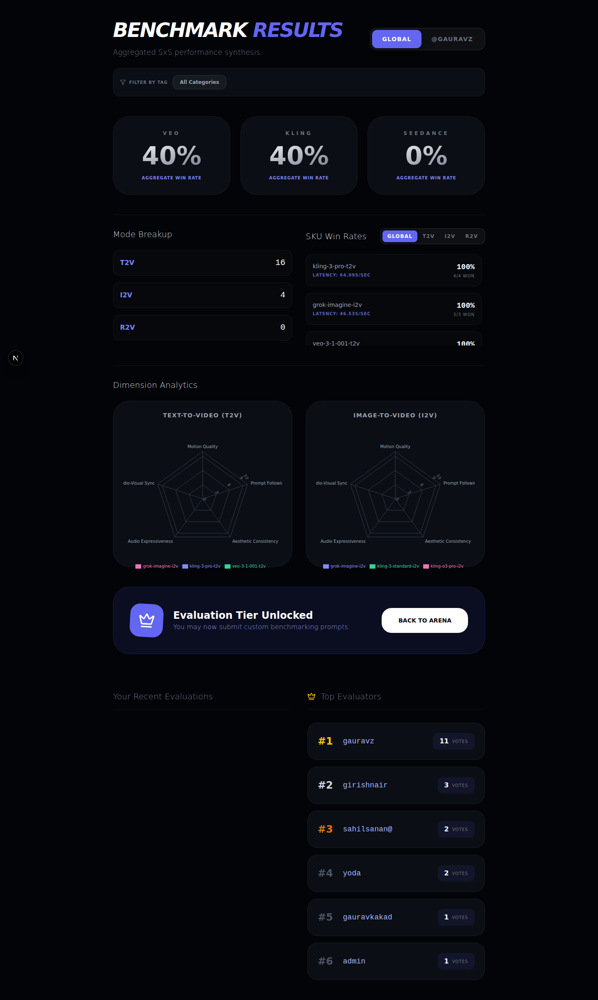 BENCHMARK RESULTS
Aggregated SxS performance synthesis.
GLOBAL
@GAURAVZ
FILTER BY TAG
All Categories
VEO
40%
AGGREGATE WIN RATE
KLING
40%
AGGREGATE WIN RATE
SEEDANCE
0%
AGGREGATE WIN RATE
Mode Breakup
T2V 16
I2V 4
R2V 0
SKU Win Rates
GLOBAL T2V I2V R2V
kling-3-pro-t2v 100%
LATENCY: 64.09S/SEC 4/4 WON
grok-imagine-i2v 100%
LATENCY: 46.53S/SEC 3/3 WON
veo-3-1-001-t2v 100%
Dimension Analytics
TEXT-TO-VIDEO (T2V)
Motion Quality
dio-Visual Sync
Prompt Followi
Audio Expressiveness
Aesthetic Consistency
0
3
6
9
10
grok-imagine-i2v kling-3-pro-t2v veo-3-1-001-t2v
IMAGE-TO-VIDEO (I2V)
Motion Quality
dio-Visual Sync
Prompt Followi
Audio Expressiveness
Aesthetic Consistency
0
3
6
9
10
grok-imagine-i2v kling-3-standard-i2v kling-o3-pro-i2v
N
Evaluation Tier Unlocked
You may now submit custom benchmarking prompts.
BACK TO ARENA
Your Recent Evaluations
Top Evaluators
#1 gauravz 11 VOTES
#2 girishnair 3 VOTES
#3 sahilsanan@ 2 VOTES
#4 yoda 2 VOTES
#5 gauravkakad 1 VOTES
#6 admin 1 VOTES